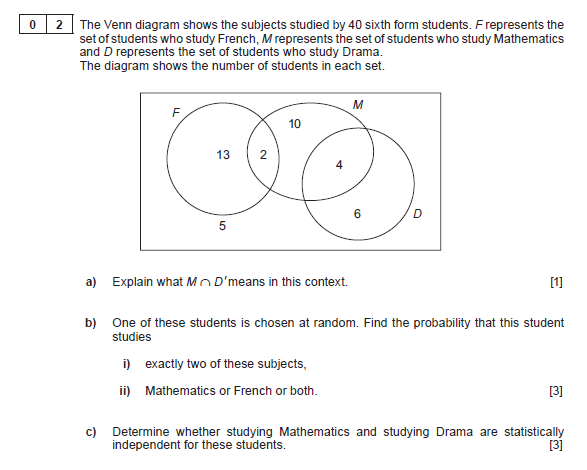 0 2 The Venn diagram shows the subjects studied by 40 sixth form students. F represents the
set of students who study French, M represents the set of students who study Mathematics
and D represents the set of students who study Drama.
The diagram shows the number of students in each set.
F
M
10
13
2
4
6
D
5
a) Explain what M ∩ D' means in this context. [1]
b) One of these students is chosen at random. Find the probability that this student
studies
i) exactly two of these subjects,
ii) Mathematics or French or both. [3]
c) Determine whether studying Mathematics and studying Drama are statistically
independent for these students. [3]